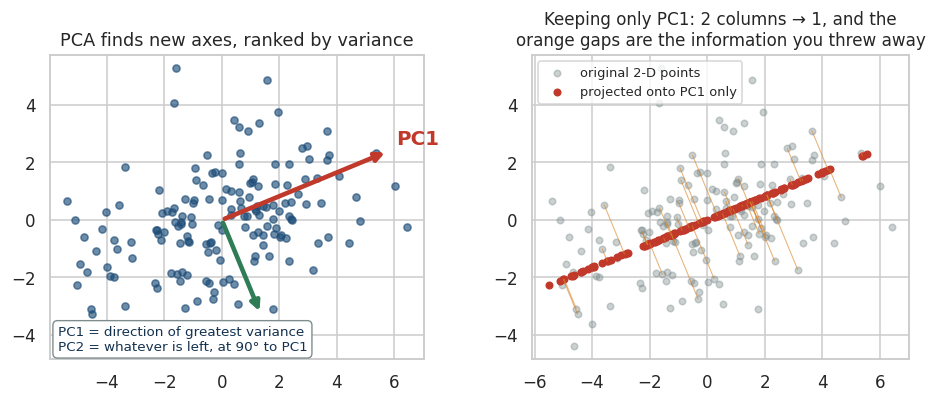 PCA finds new axes, ranked by variance
PC1
PC1 = direction of greatest variance
PC2 = whatever is left, at 90° to PC1
4
2
0
−2
−4
−4
−2
0
2
4
6
Keeping only PC1: 2 columns → 1, and the
orange gaps are the information you threw away
original 2-D points
projected onto PC1 only
4
2
0
−2
−4
−6
−4
−2
0
2
4
6